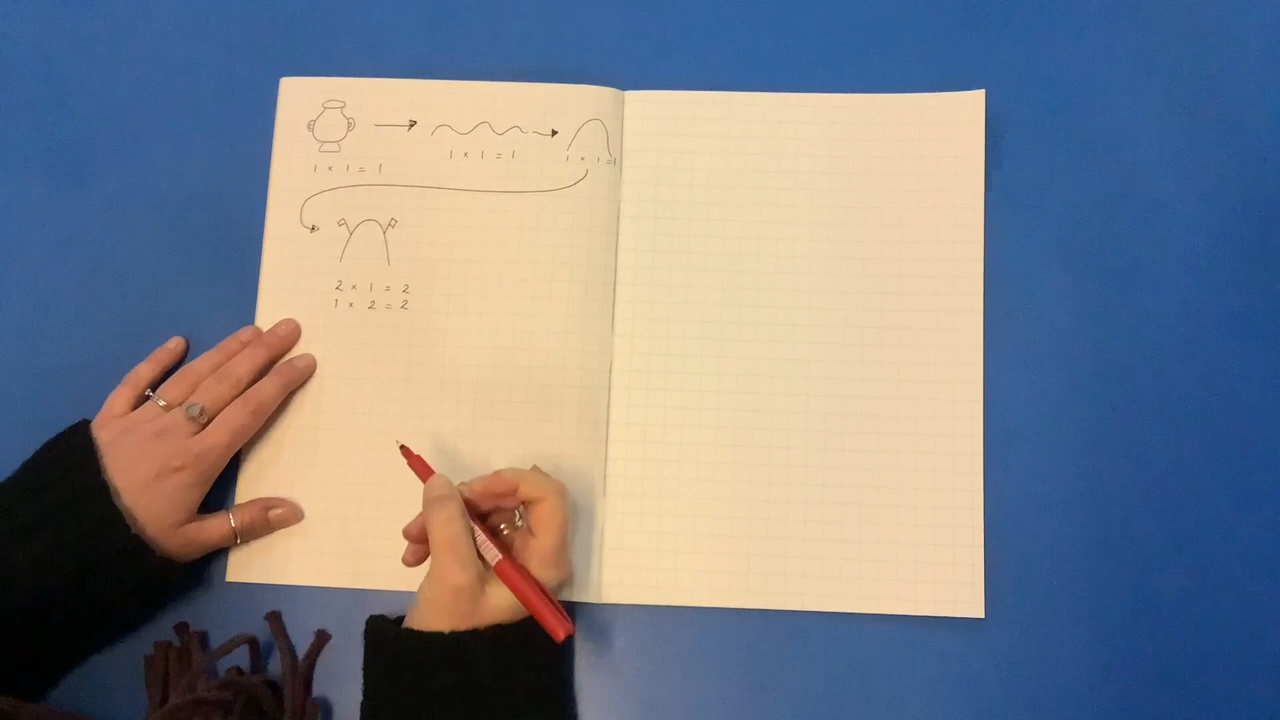 1 × 1 = 1
1 × 1 = 1
1 × 1 = 1
2 × 1 = 2
1 × 2 = 2